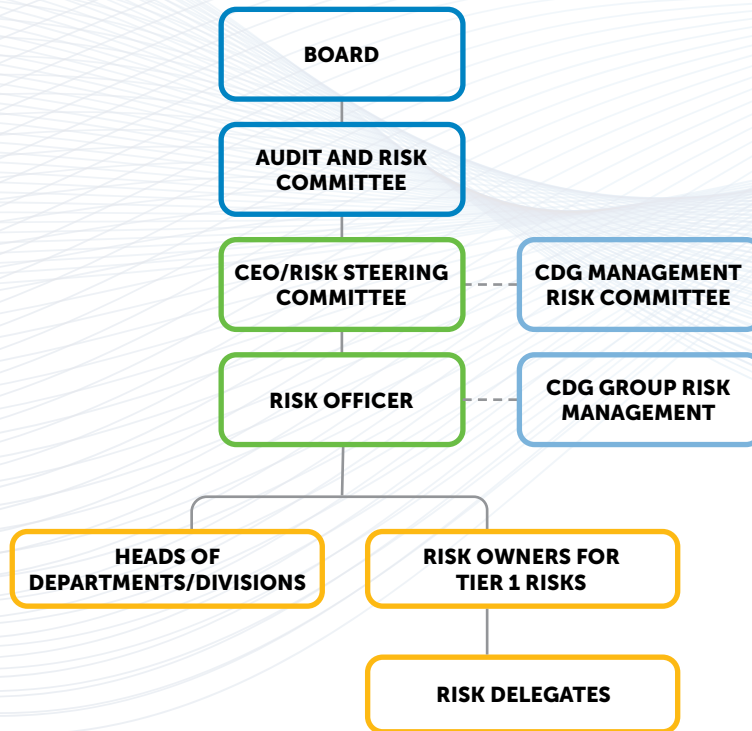 BOARD
AUDIT AND RISK
COMMITTEE
CEO/RISK STEERING
COMMITTEE
CDG MANAGEMENT
RISK COMMITTEE
RISK OFFICER
CDG GROUP RISK
MANAGEMENT
HEADS OF
DEPARTMENTS/DIVISIONS
RISK OWNERS FOR
TIER 1 RISKS
RISK DELEGATES